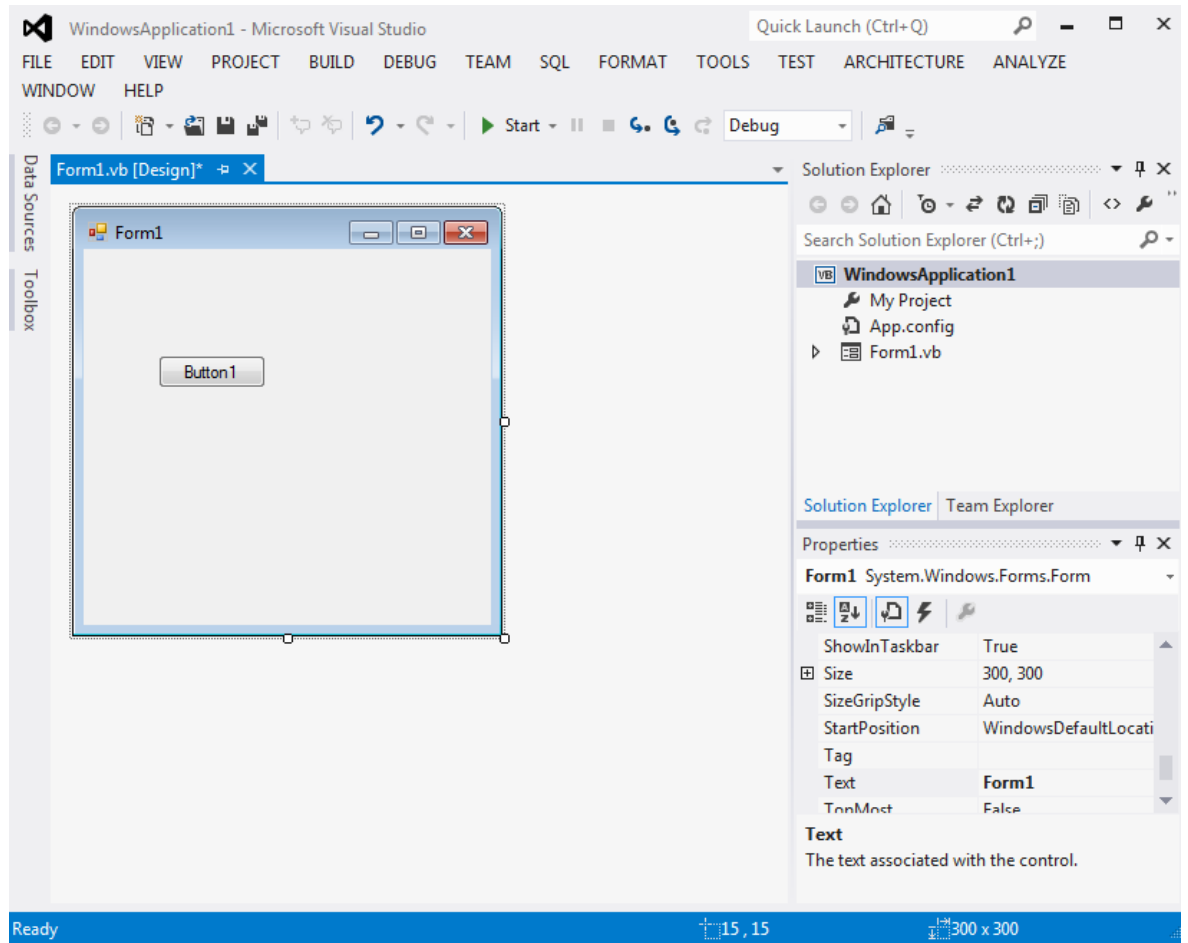 WindowsApplication1 - Microsoft Visual Studio Quick Launch (Ctrl+Q)
FILE EDIT VIEW PROJECT BUILD DEBUG TEAM SQL FORMAT TOOLS TEST ARCHITECTURE ANALYZE
WINDOW HELP
Start Debug
Data Sources
Toolbox
Form1.vb [Design]*
Form1
Button1
Solution Explorer
Search Solution Explorer (Ctrl+;)
VB WindowsApplication1
My Project
App.config
Form1.vb
Solution Explorer Team Explorer
Properties
Form1 System.Windows.Forms.Form
ShowInTaskbar True
Size 300, 300
SizeGripStyle Auto
StartPosition WindowsDefaultLocati
Tag
Text Form1
TopMost False
Text
The text associated with the control.
Ready 15 , 15 300 x 300